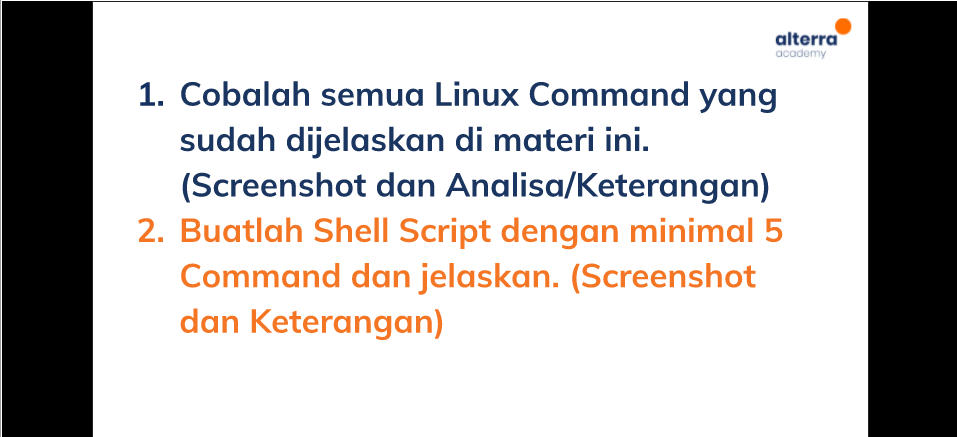 alterra
academy
1. Cobalah semua Linux Command yang
sudah dijelaskan di materi ini.
(Screenshot dan Analisa/Keterangan)
2. Buatlah Shell Script dengan minimal 5
Command dan jelaskan. (Screenshot
dan Keterangan)